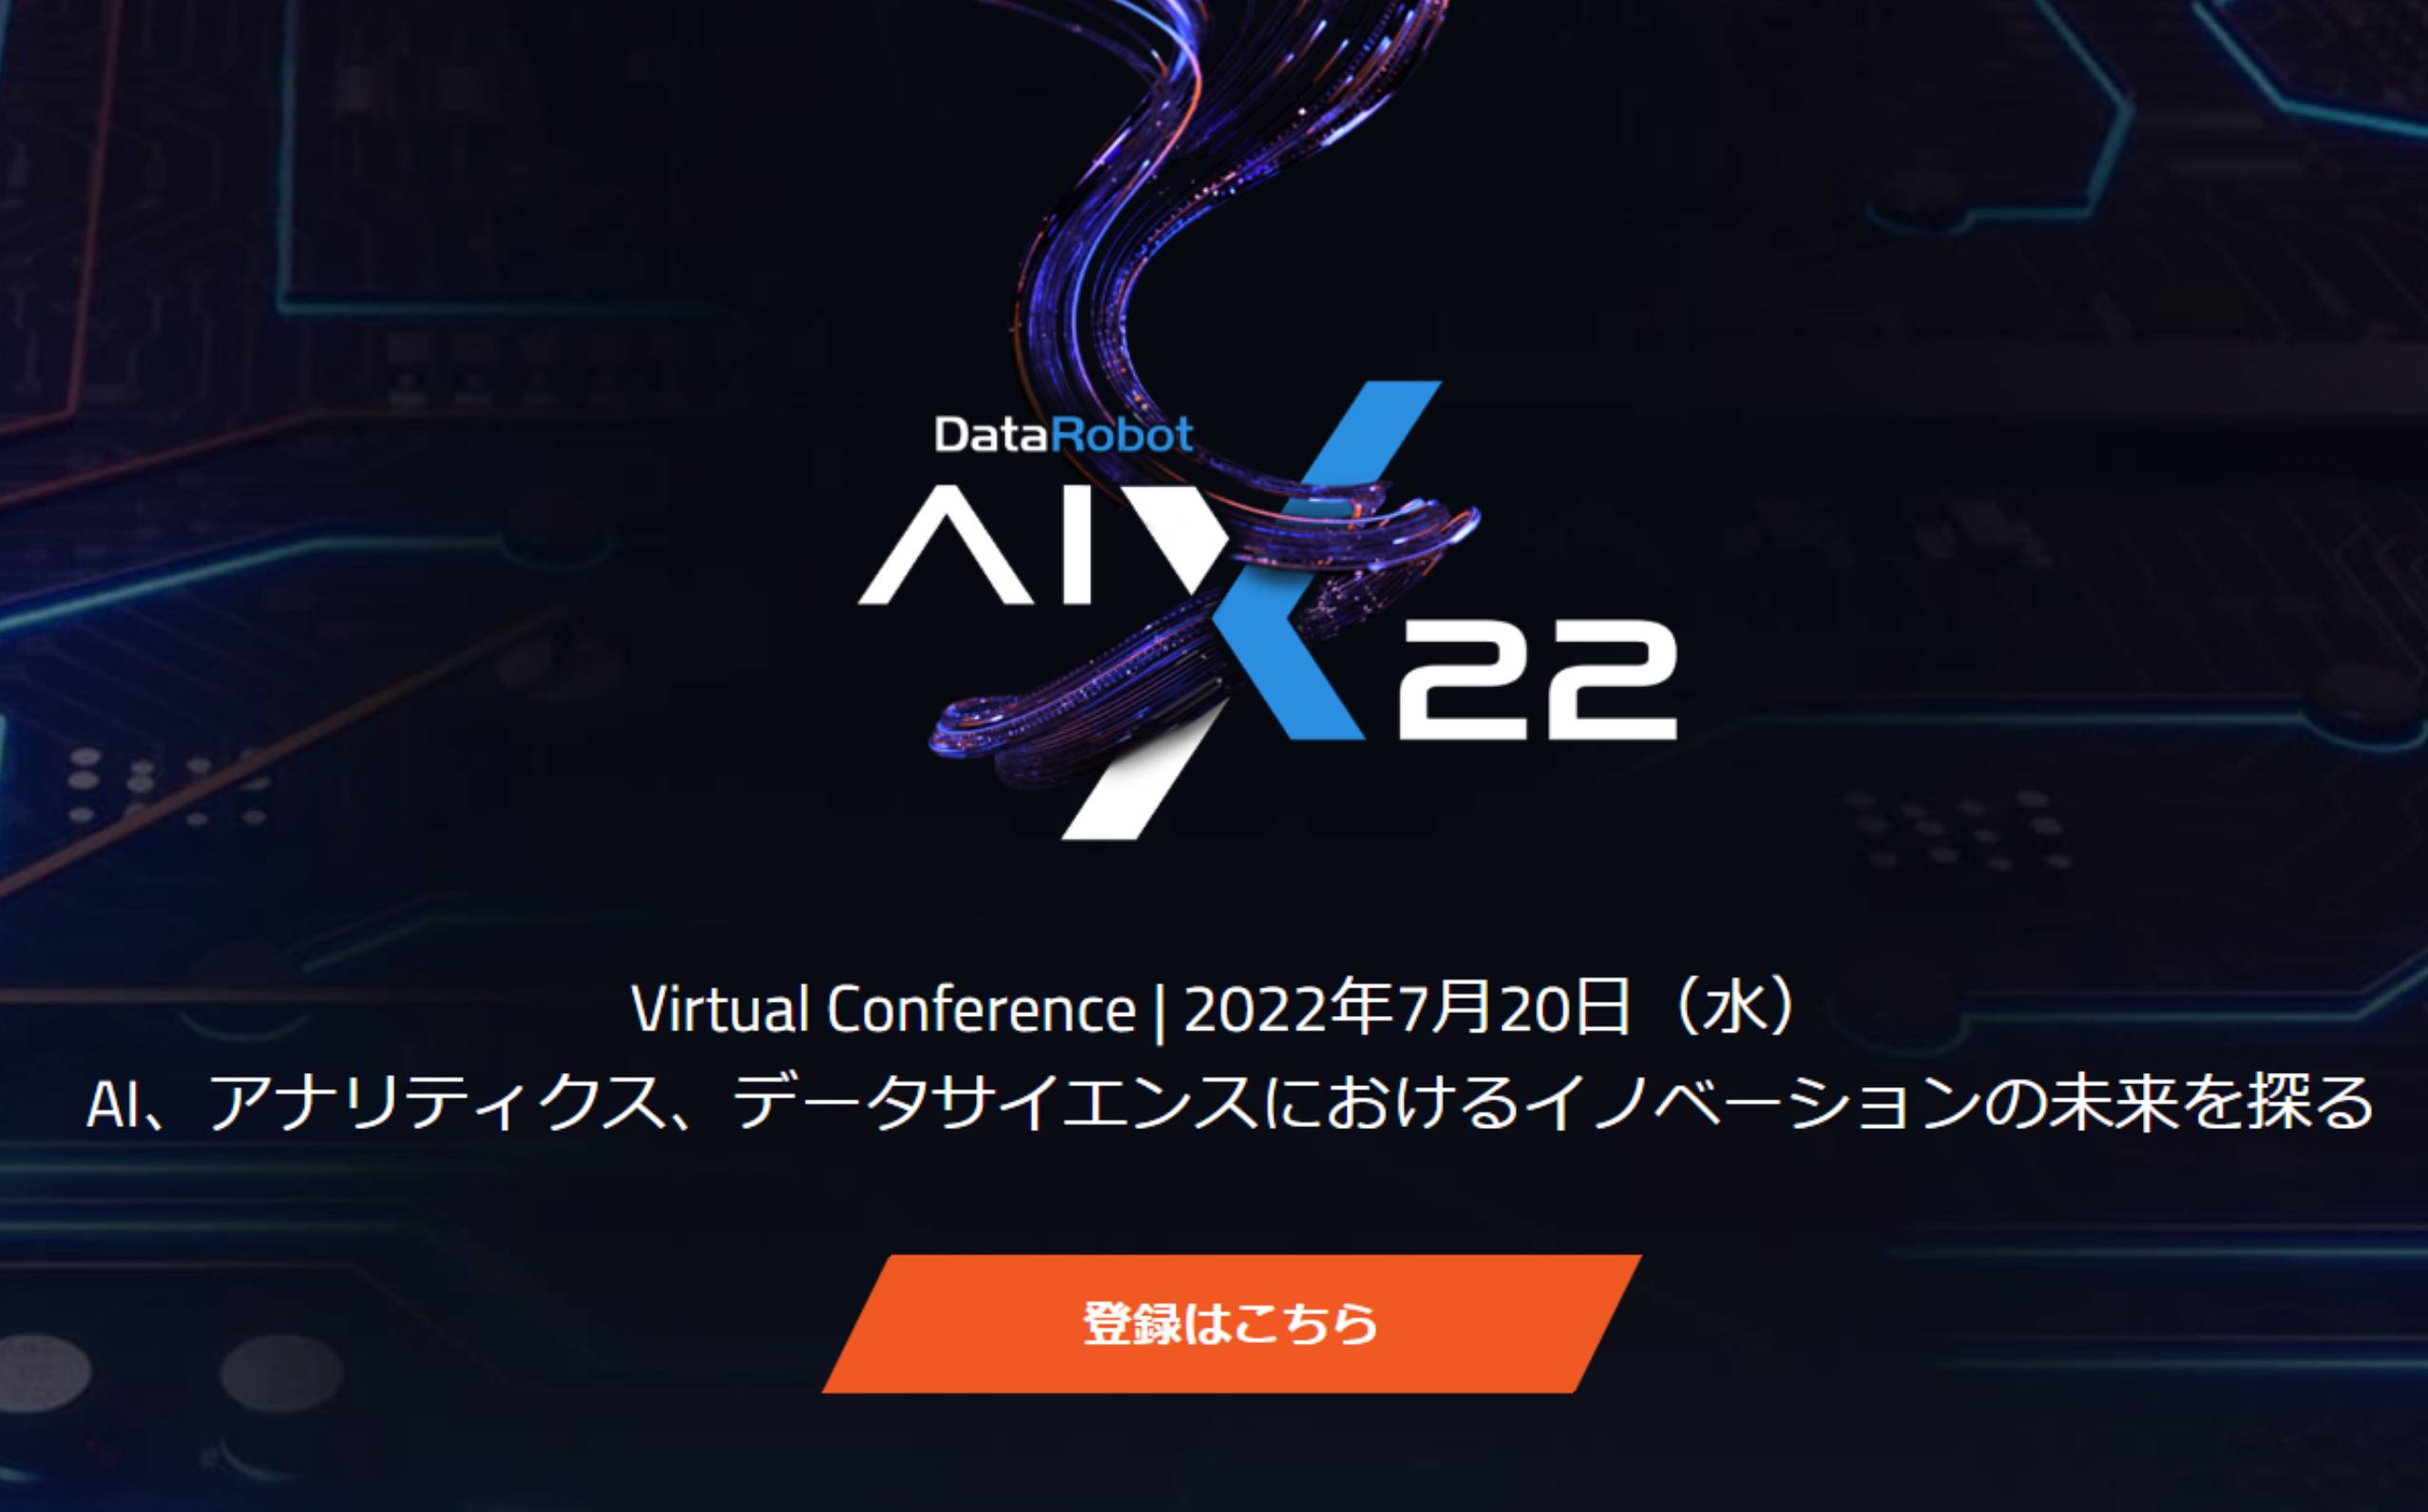 DataRobot
AIX22
Virtual Conference | 2022年7月20日（水）
AI、アナリティクス、データサイエンスにおけるイノベーションの未来を探る
登録はこちら